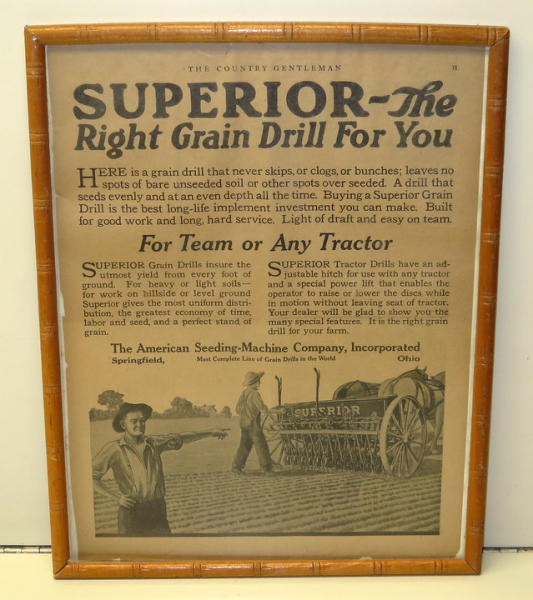 THE COUNTRY GENTLEMAN
SUPERIOR-The
Right Grain Drill For You
HERE is a grain drill that never skips, or clogs, or bunches; leaves no
spots of bare unseeded soil or other spots over seeded. A drill that
seeds evenly and at an even depth all the time. Buying a Superior Grain
Drill is the best long-life implement investment you can make. Built
for good work and long, hard service. Light of draft and easy on team.
For Team or Any Tractor
SUPERIOR Grain Drills insure the
utmost yield from every foot of
ground. For heavy or light soils—
for work on hillside or level ground
Superior gives the most uniform distri-
bution, the greatest economy of time,
labor and seed, and a perfect stand of
grain.
SUPERIOR Tractor Drills have an ad-
justable hitch for use with any tractor
and a special power lift that enables the
operator to raise or lower the discs while
in motion without leaving seat of tractor.
Your dealer will be glad to show you the
many special features. It is the right grain
drill for your farm.
The American Seeding-Machine Company, Incorporated
Springfield, Most Complete Line of Grain Drills in the World Ohio
SUPERIOR